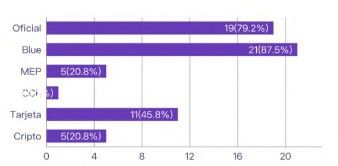 Oficial 19(79.2%)
Blue 21(87.5%)
MEP 5(20.8%)
CCL
Tarjeta 11(45.8%)
Cripto 5(20.8%)
0 4 8 12 16 20